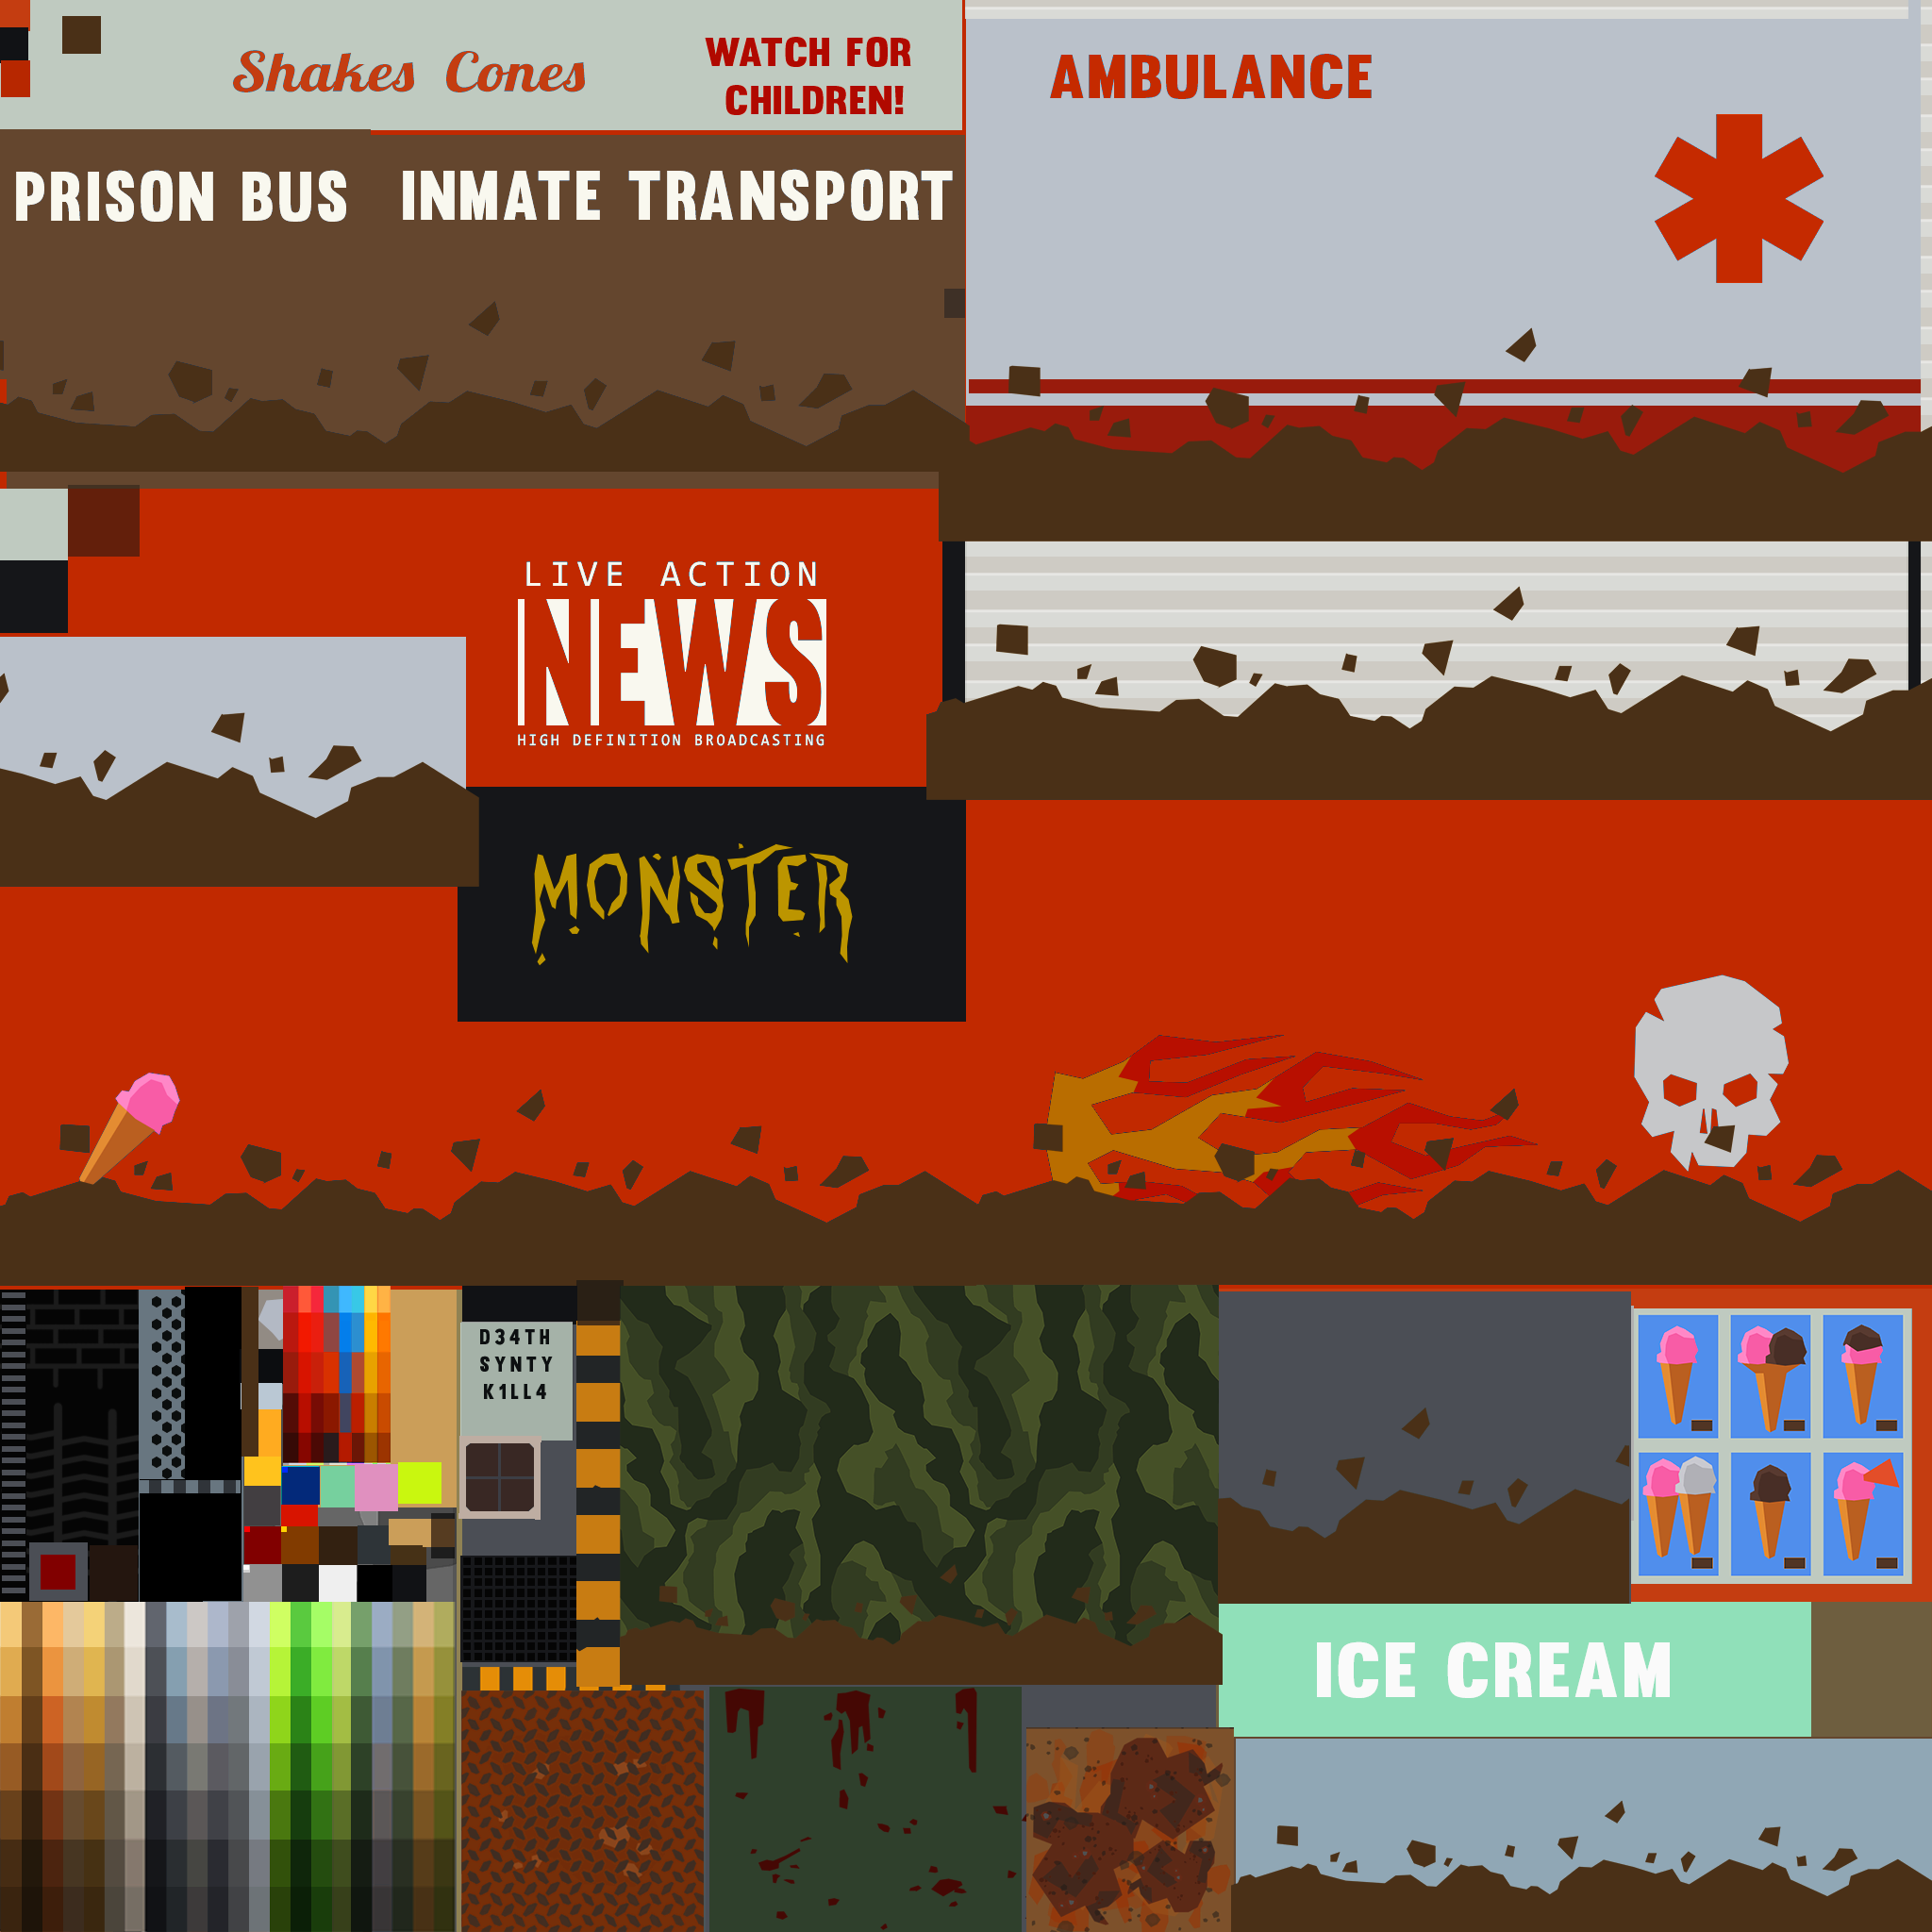 Shakes Cones
WATCH FOR
CHILDREN!
AMBULANCE
PRISON BUS
INMATE TRANSPORT
LIVE ACTION
NEWS
HIGH DEFINITION BROADCASTING
MONSTER
D34TH
SYNTY
K1LL4
ICE CREAM